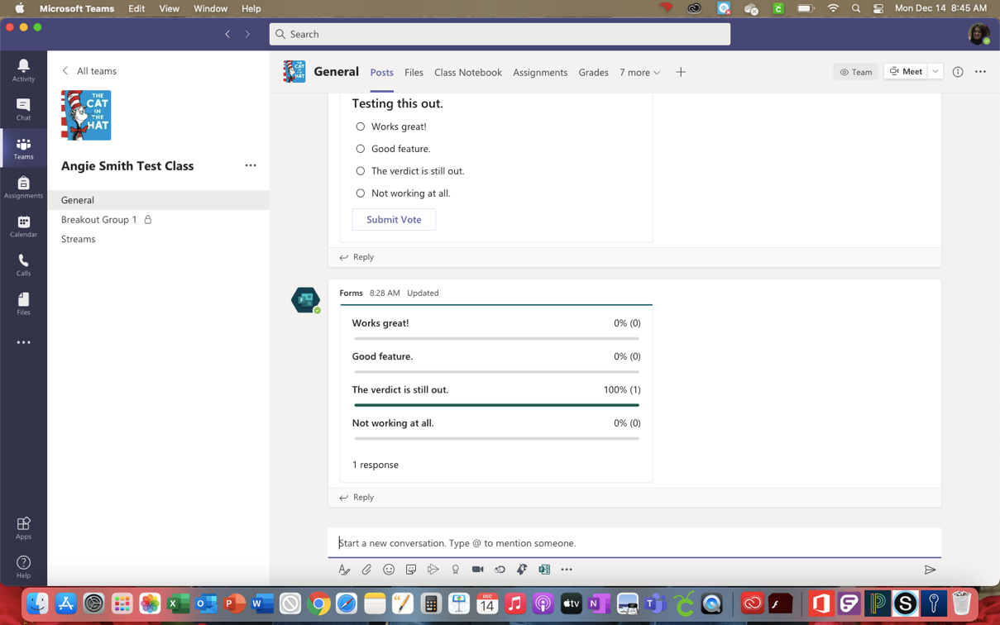 Microsoft Teams Edit View Window Help Mon Dec 14 8:45 AM
Search
Activity
Chat
Teams
Assignments
Calendar
Calls
Files
Apps
Help
All teams
THE CAT IN THE HAT
Angie Smith Test Class
General
Breakout Group 1
Streams
General Posts Files Class Notebook Assignments Grades 7 more Team Meet
Testing this out.
Works great!
Good feature.
The verdict is still out.
Not working at all.
Submit Vote
Reply
Forms 8:28 AM Updated
Works great! 0% (0)
Good feature. 0% (0)
The verdict is still out. 100% (1)
Not working at all. 0% (0)
1 response
Reply
Start a new conversation. Type @ to mention someone.
DEC
14
tv